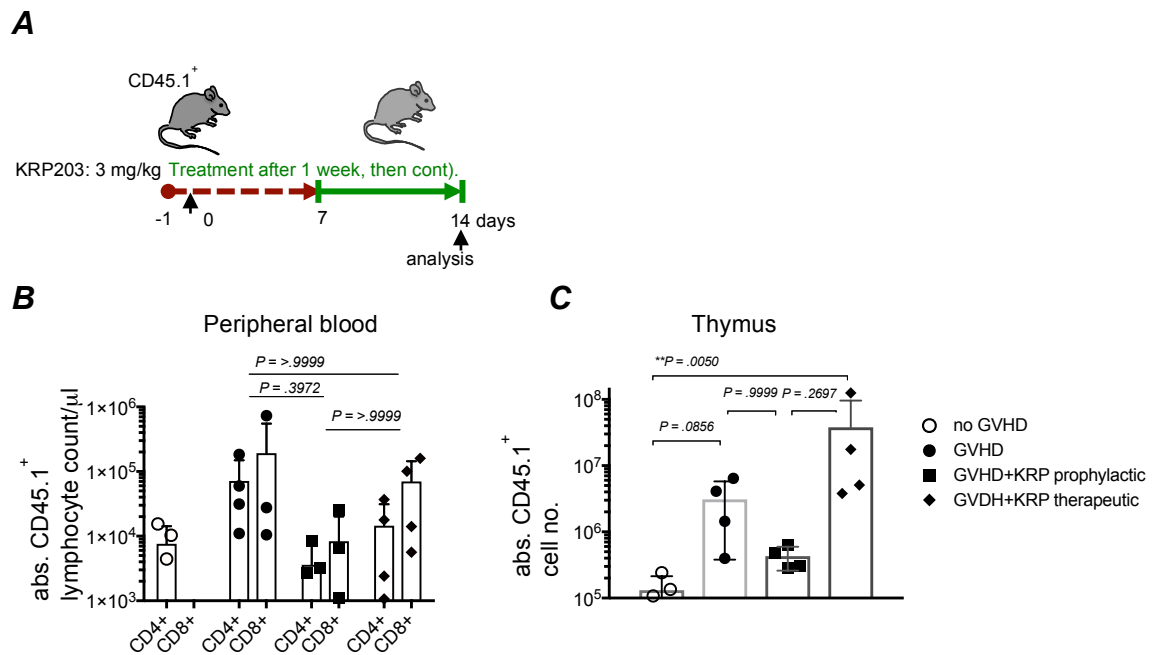 A
CD45.1+
KRP203: 3 mg/kg Treatment after 1 week, then cont).
-1 0 7 14 days
analysis
B
Peripheral blood
P = >.9999
P = .3972
P = >.9999
abs. CD45.1+
lymphocyte count/µl
1×10^6
1×10^5
1×10^4
1×10^3
CD4+ CD8+ CD4+ CD8+ CD4+ CD8+ CD4+ CD8+
C
Thymus
**P = .0050
P = .9999 P = .2697
P = .0856
abs. CD45.1+
cell no.
10^8
10^7
10^6
10^5
no GVHD
GVHD
GVHD+KRP prophylactic
GVDH+KRP therapeutic